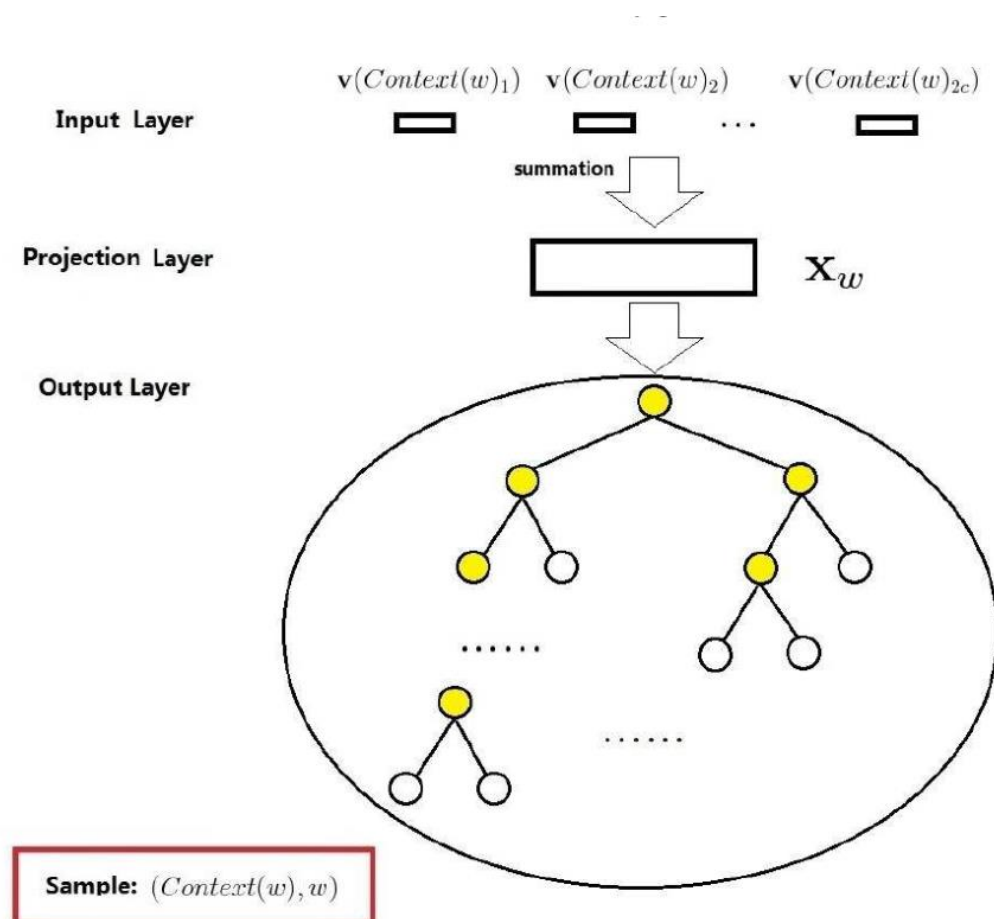 v(Context(w)₁) v(Context(w)₂) v(Context(w)₂c)
Input Layer ...
summation
Projection Layer Xw
Output Layer
......
......
Sample: (Context(w), w)